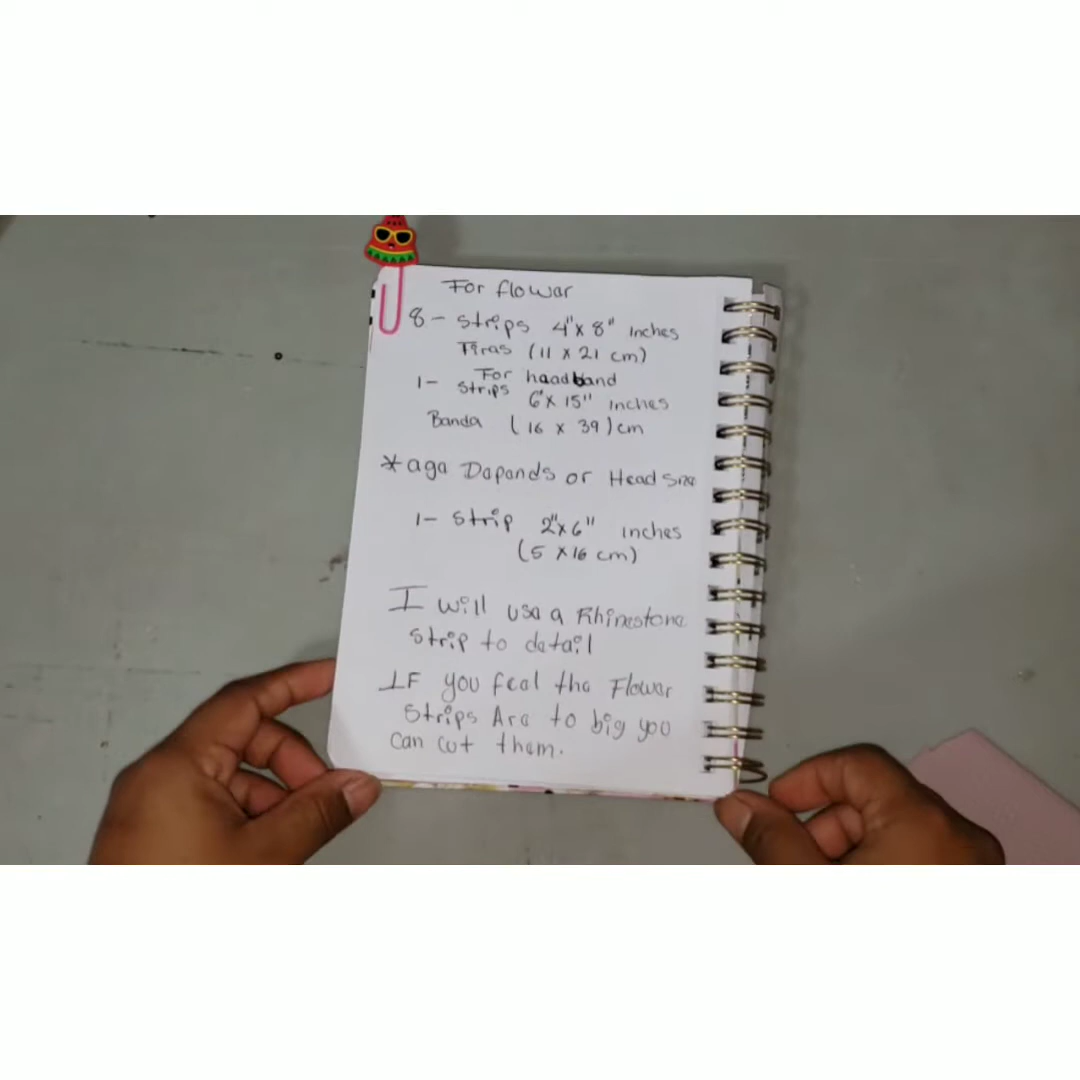 For flower
8 - strips 4" x 8" inches
Tiras (11 x 21 cm)
For headband
1 - strips 6" x 15" inches
Banda (16 x 39) cm
* age Depends or Head size
1 - strip 2" x 6" inches
(5 x 16 cm)
I will use a Rhinestone
strip to detail
IF you feel the Flower
strips Are to big you
can cut them.